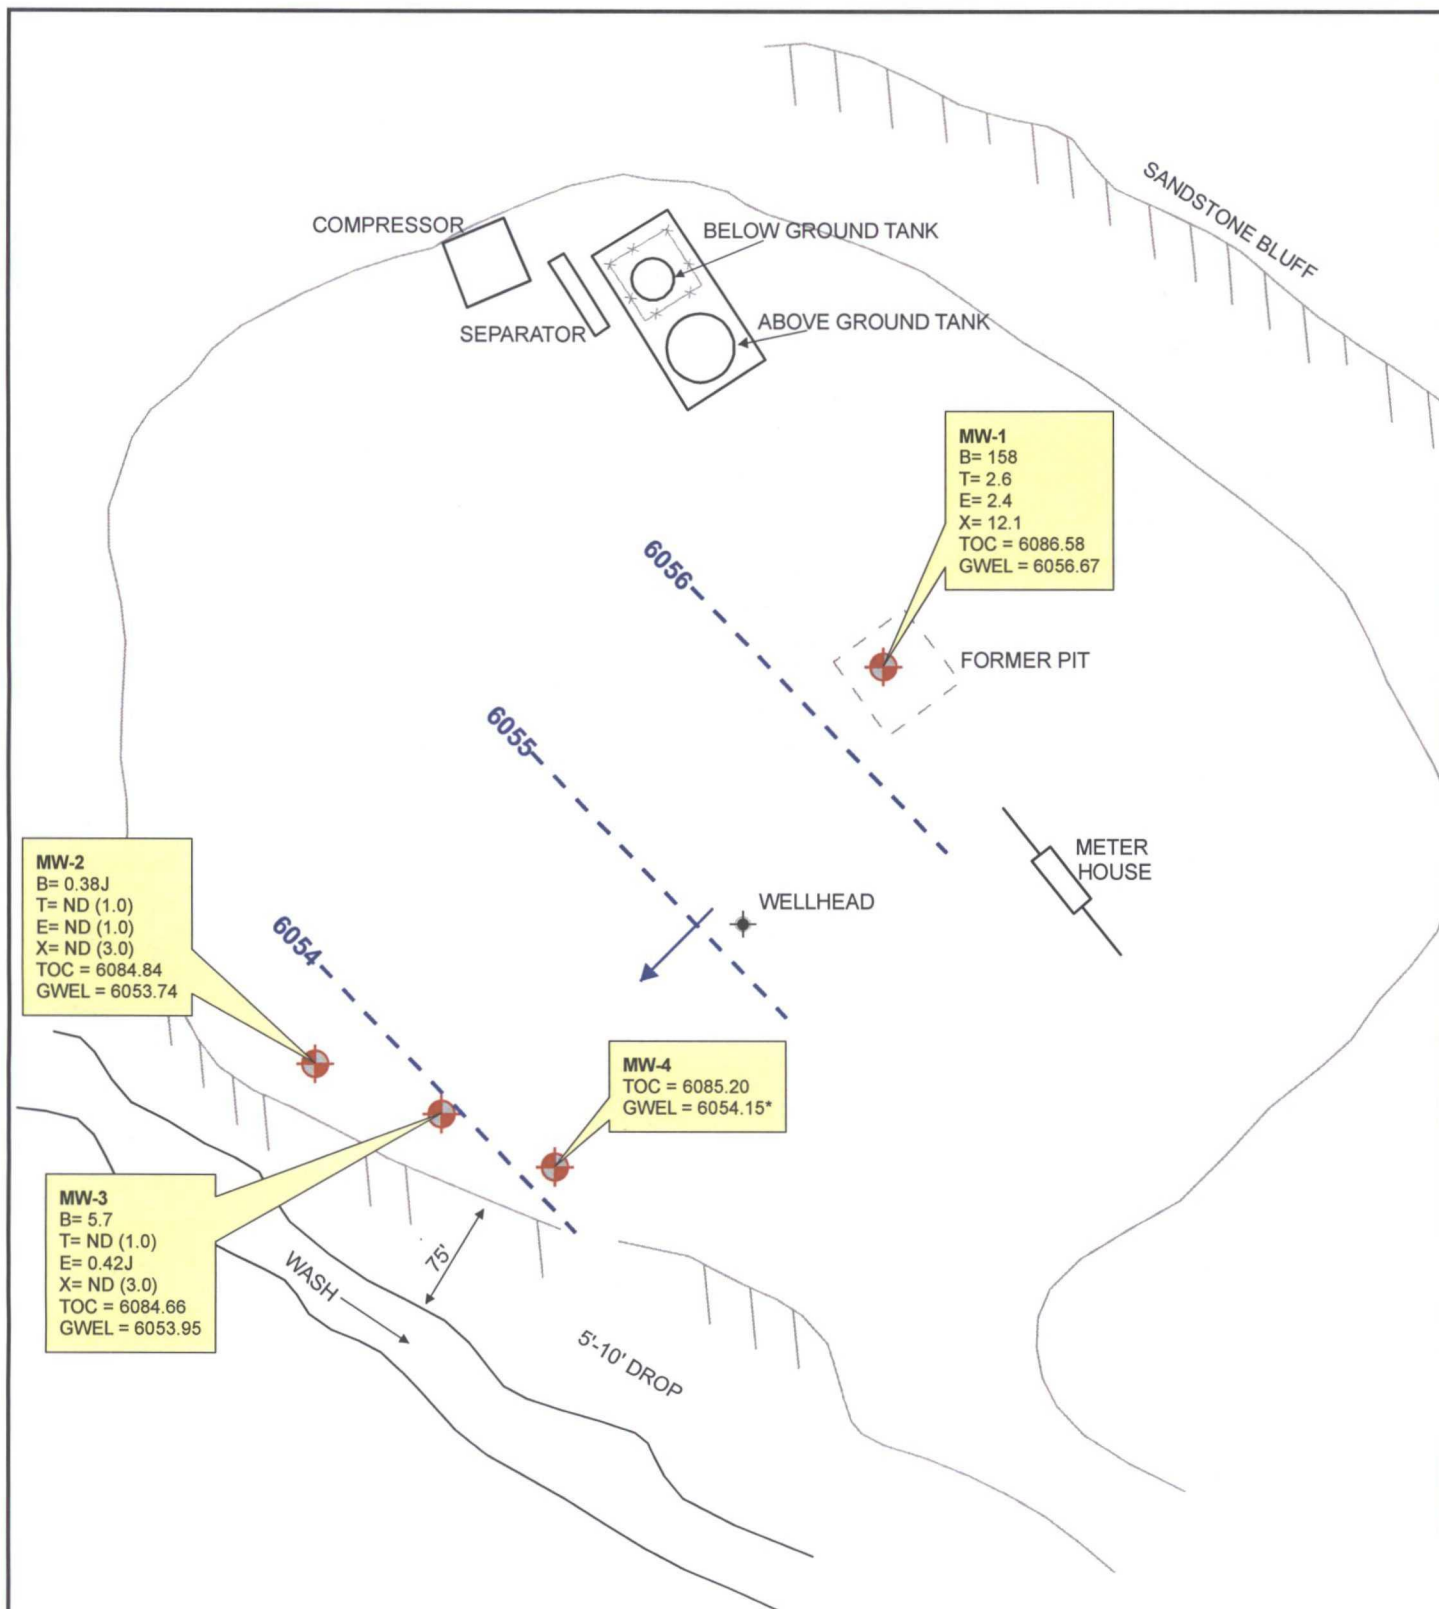 SANDSTONE BLUFF
COMPRESSOR
BELOW GROUND TANK
SEPARATOR
ABOVE GROUND TANK
MW-1
B= 158
T= 2.6
E= 2.4
X= 12.1
TOC = 6086.58
GWEL = 6056.67
6056
FORMER PIT
6055
METER
HOUSE
MW-2
B= 0.38J
T= ND (1.0)
E= ND (1.0)
X= ND (3.0)
TOC = 6084.84
GWEL = 6053.74
WELLHEAD
6054
MW-4
TOC = 6085.20
GWEL = 6054.15*
MW-3
B= 5.7
T= ND (1.0)
E= 0.42J
X= ND (3.0)
TOC = 6084.66
GWEL = 6053.95
75'
WASH
5'-10' DROP